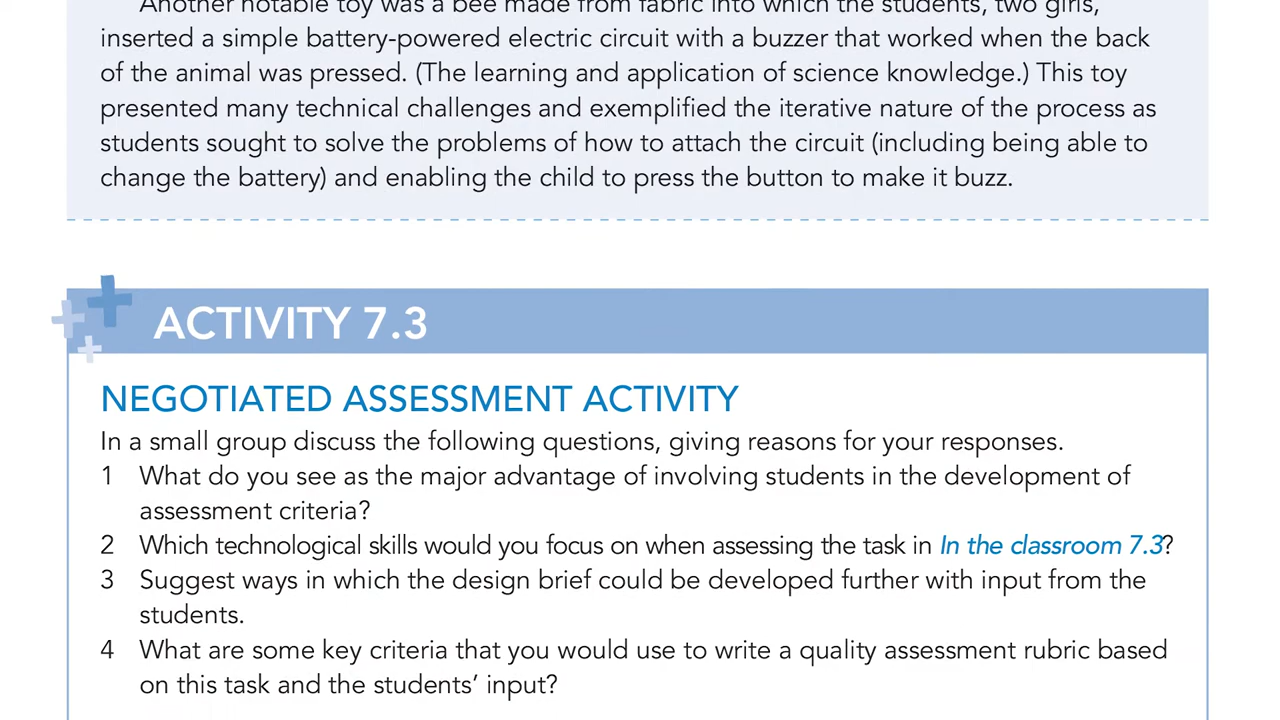 Another notable toy was a bee made from fabric into which the students, two girls,
inserted a simple battery-powered electric circuit with a buzzer that worked when the back
of the animal was pressed. (The learning and application of science knowledge.) This toy
presented many technical challenges and exemplified the iterative nature of the process as
students sought to solve the problems of how to attach the circuit (including being able to
change the battery) and enabling the child to press the button to make it buzz.
ACTIVITY 7.3
NEGOTIATED ASSESSMENT ACTIVITY
In a small group discuss the following questions, giving reasons for your responses.
1 What do you see as the major advantage of involving students in the development of
assessment criteria?
2 Which technological skills would you focus on when assessing the task in In the classroom 7.3?
3 Suggest ways in which the design brief could be developed further with input from the
students.
4 What are some key criteria that you would use to write a quality assessment rubric based
on this task and the students’ input?